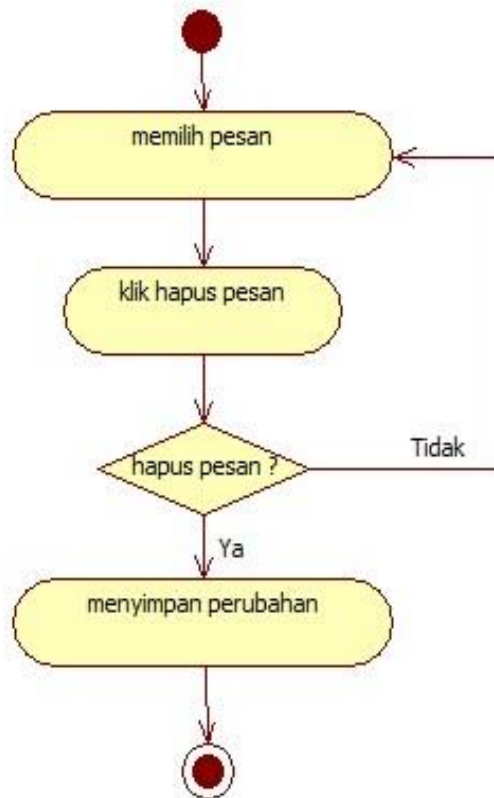 memilih pesan
klik hapus pesan
hapus pesan ?
Tidak
Ya
menyimpan perubahan